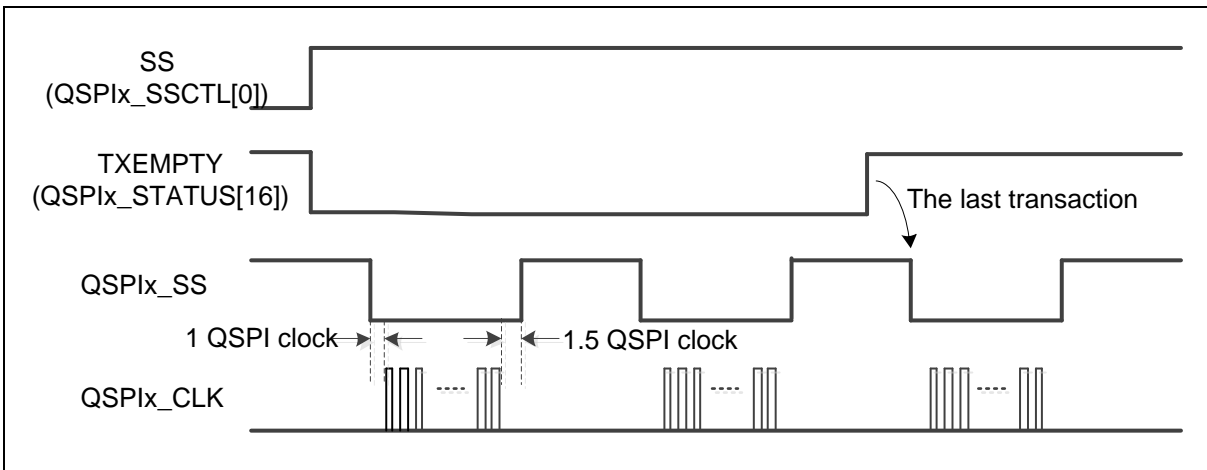 SS
(QSPIx_SSCTL[0])
TXEMPTY
(QSPIx_STATUS[16])
The last transaction
QSPIx_SS
1 QSPI clock
1.5 QSPI clock
QSPIx_CLK